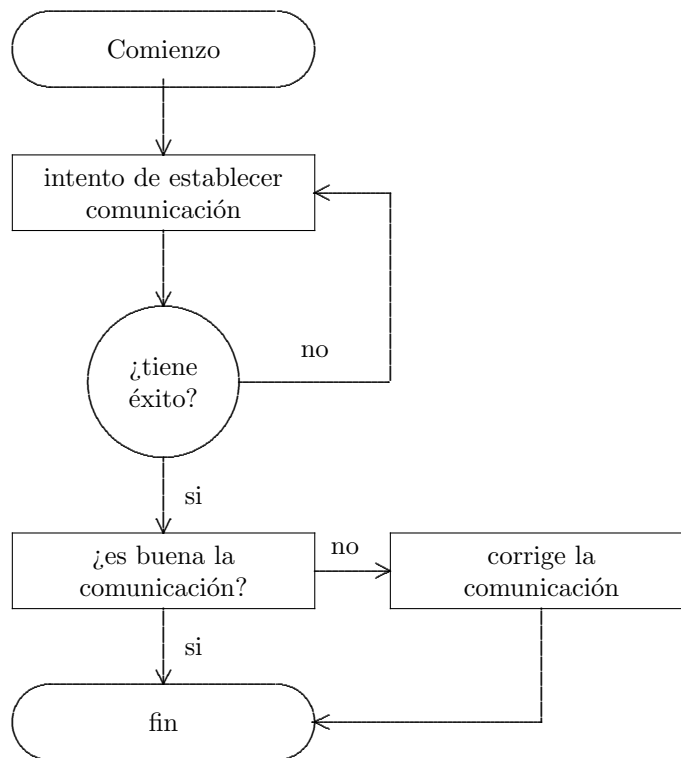 Comienzo
intento de establecer
comunicación
¿tiene
éxito?
no
si
¿es buena la
comunicación?
no
corrige la
comunicación
si
fin